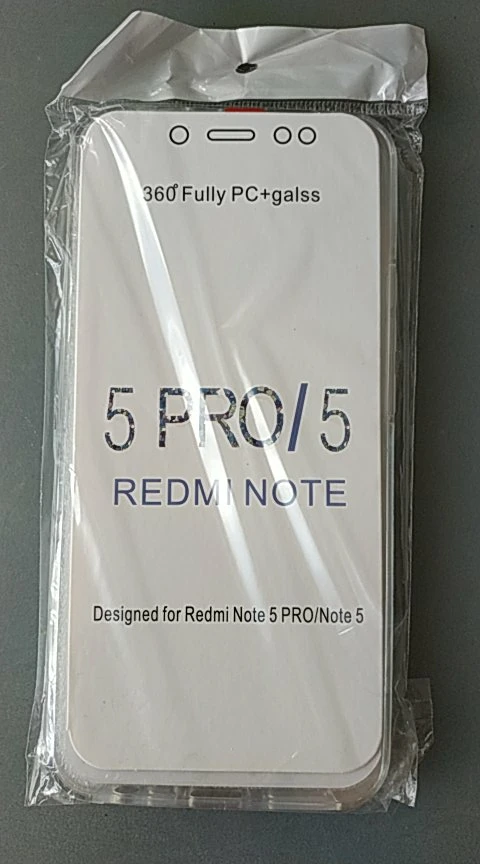 360° Fully PC+galss
5 PRO/5
REDMI NOTE
Designed for Redmi Note 5 PRO/Note 5